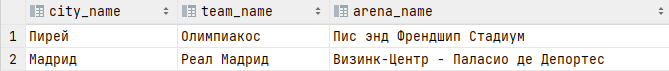 city_name team_name arena_name
1 Пирей Олимпиакос Пис энд Френдшип Стадиум
2 Мадрид Реал Мадрид Визинк-Центр - Паласио де Депортес